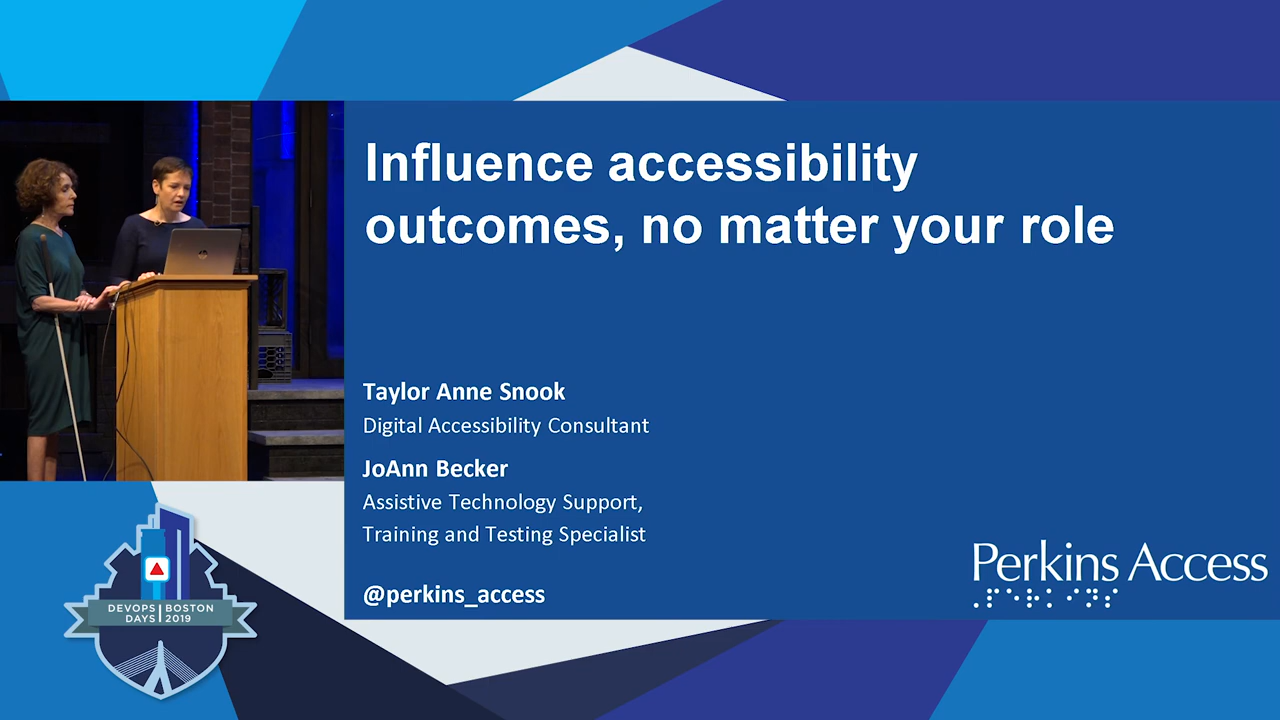 Influence accessibility
outcomes, no matter your role
Taylor Anne Snook
Digital Accessibility Consultant
JoAnn Becker
Assistive Technology Support,
Training and Testing Specialist
@perkins_access
Perkins Access
⠠⠏⠑⠗⠅⠊⠝⠎
DEVOPS BOSTON
DAYS 2019